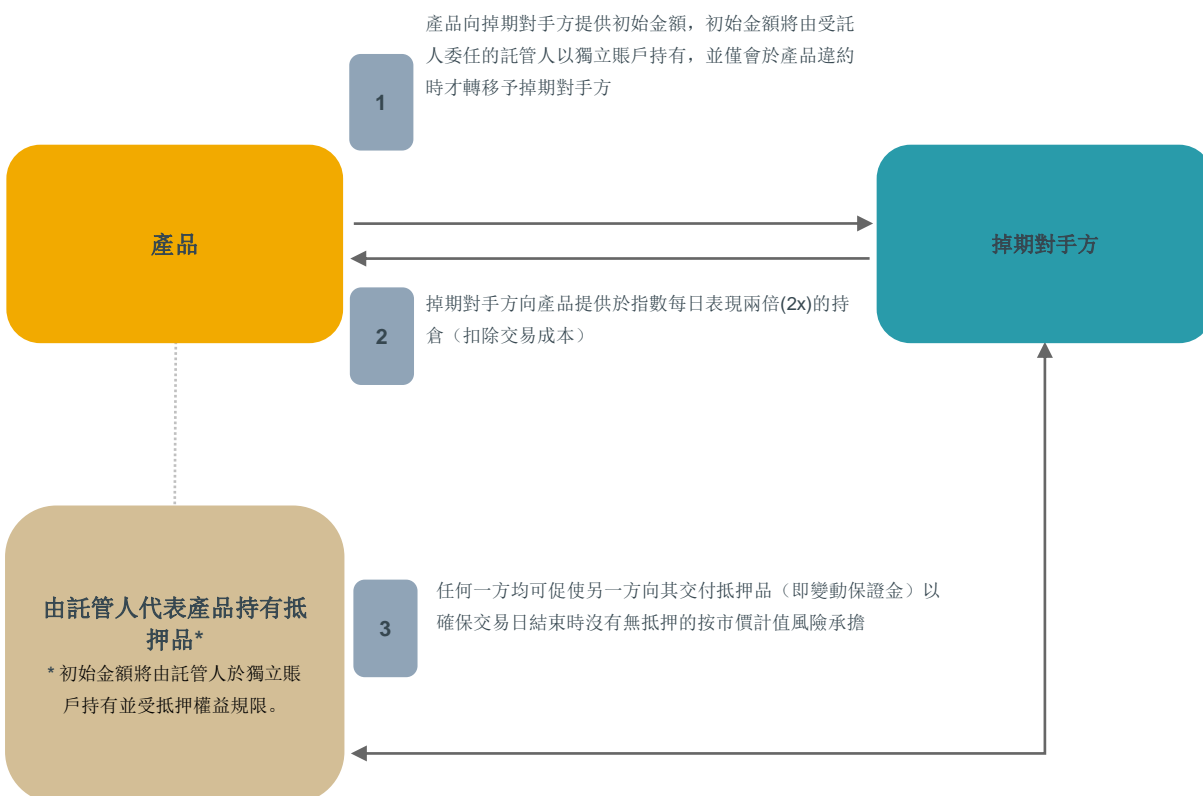 產品向掉期對手方提供初始金額，初始金額將由受託
人委任的託管人以獨立賬戶持有，並僅會於產品違約
時才轉移予掉期對手方
1
產品
掉期對手方
2
掉期對手方向產品提供於指數每日表現兩倍(2x)的持
倉（扣除交易成本）
由託管人代表產品持有抵
押品*
* 初始金額將由託管人於獨立賬
戶持有並受抵押權益規限。
3
任何一方均可促使另一方向其交付抵押品（即變動保證金）以
確保交易日結束時沒有無抵押的按市價計值風險承擔